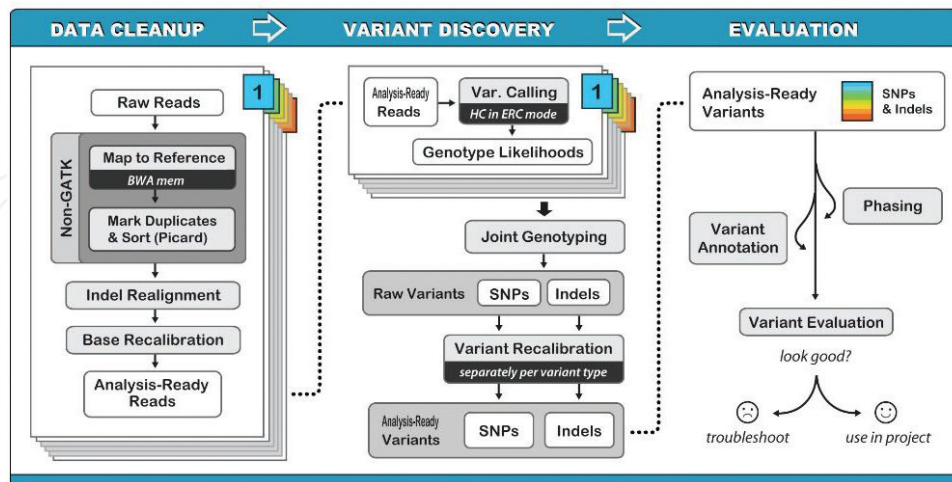 DATA CLEANUP
VARIANT DISCOVERY
EVALUATION
1
Raw Reads
Non-GATK
Map to Reference
BWA mem
Mark Duplicates
& Sort (Picard)
Indel Realignment
Base Recalibration
Analysis-Ready
Reads
1
Analysis-Ready
Reads
Var. Calling
HC in ERC mode
Genotype Likelihoods
Joint Genotyping
Raw Variants
SNPs
Indels
Variant Recalibration
separately per variant type
Analysis-Ready
Variants
SNPs
Indels
Analysis-Ready
Variants
SNPs
& Indels
Phasing
Variant
Annotation
Variant Evaluation
look good?
troubleshoot
use in project